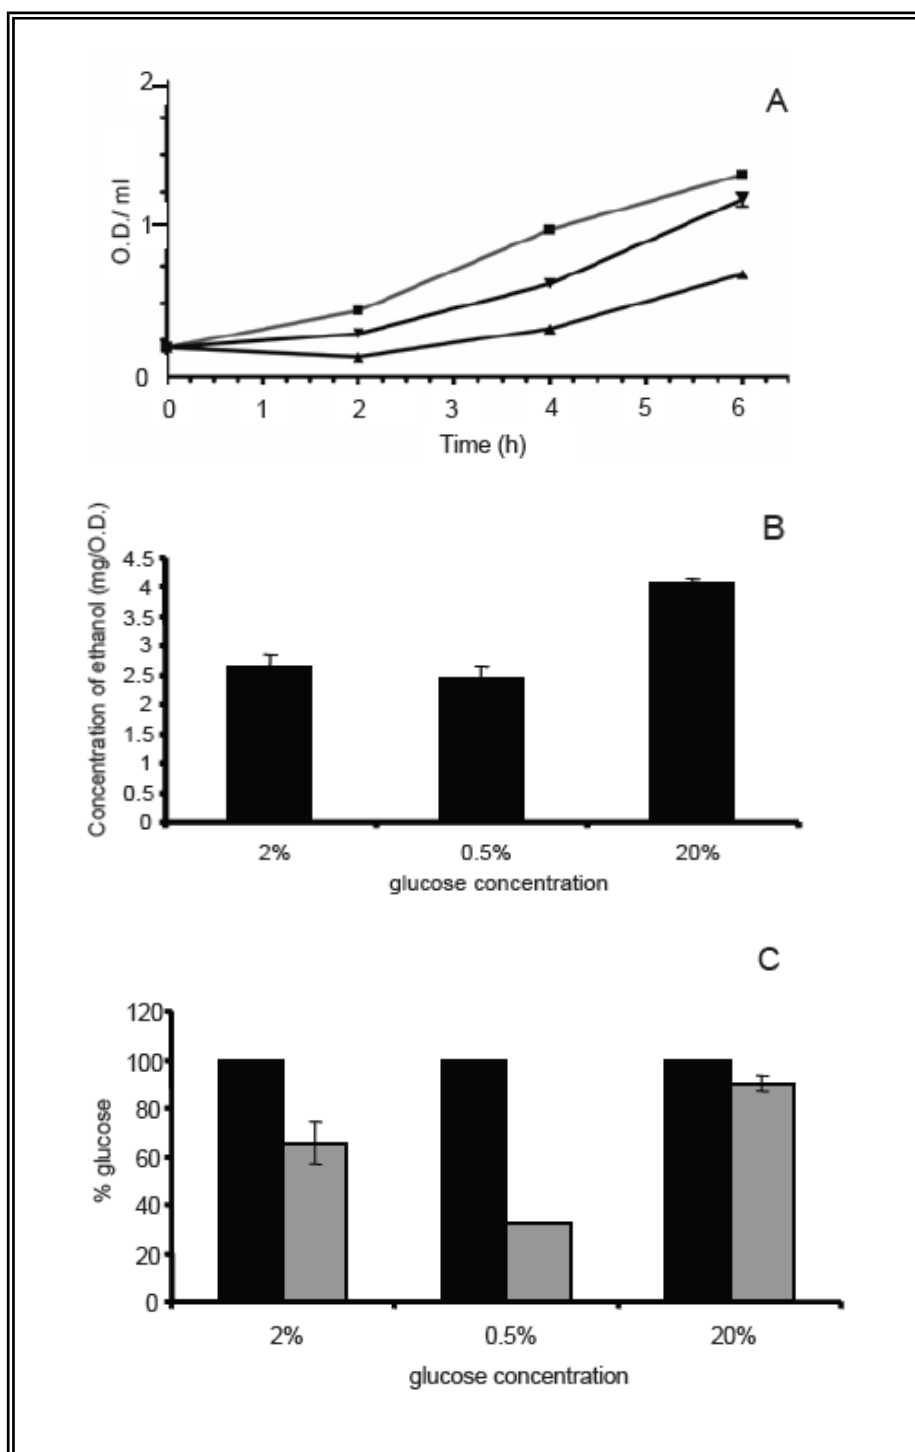 A
2
1
0
O.D./ ml
0 1 2 3 4 5 6
Time (h)
B
Concentration of ethanol (mg/O.D.)
4.5
4
3.5
3
2.5
2
1.5
1
0.5
0
2% 0.5% 20%
glucose concentration
C
% glucose
120
100
80
60
40
20
0
2% 0.5% 20%
glucose concentration